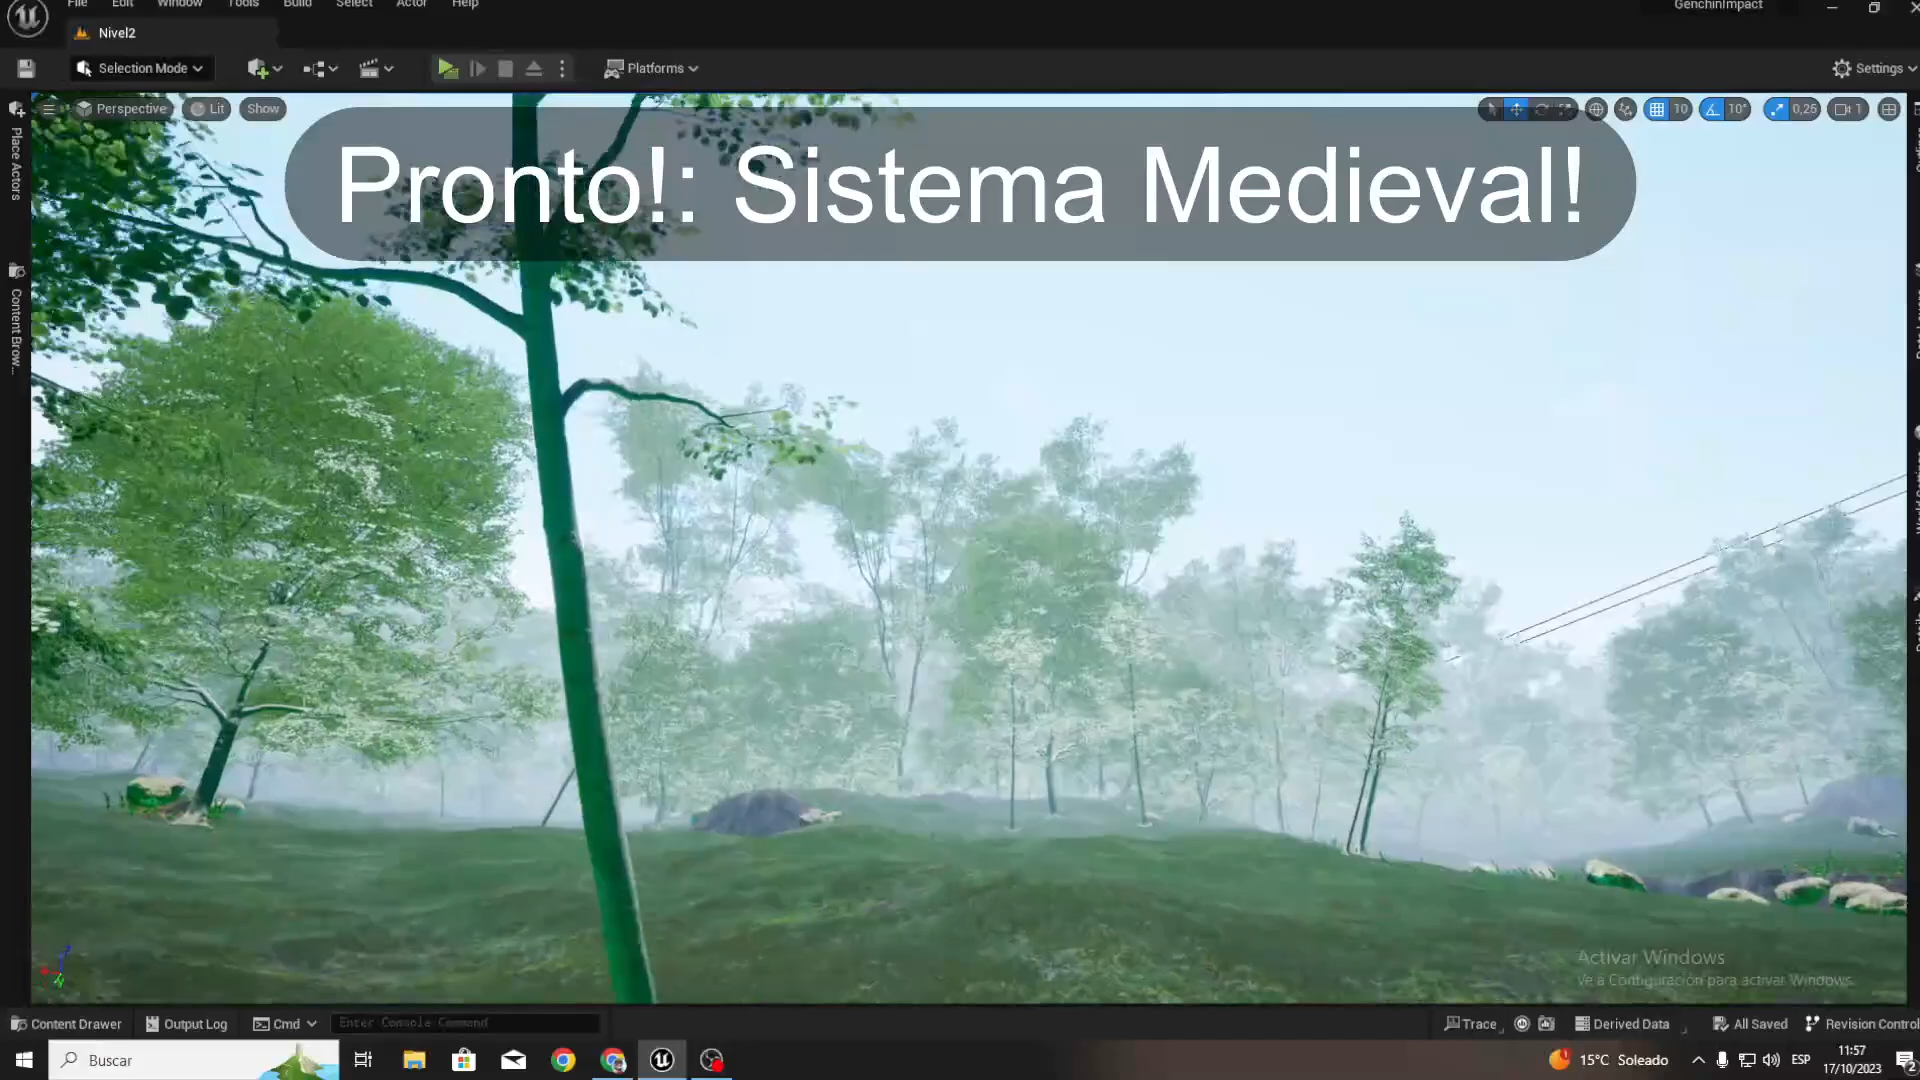 File Edit Window Tools Build Select Actor Help
GenchinImpact
Nivel2
Selection Mode
Platforms
Settings
Perspective Lit Show
10 10° 0,25 1
Place Actors
Content Brow...
Pronto!: Sistema Medieval!
Activar Windows
Ve a Configuración para activar Windows.
Content Drawer Output Log Cmd Enter Console Command
Trace Derived Data All Saved Revision Control
Buscar
15°C Soleado ESP
11:57
17/10/2023
2